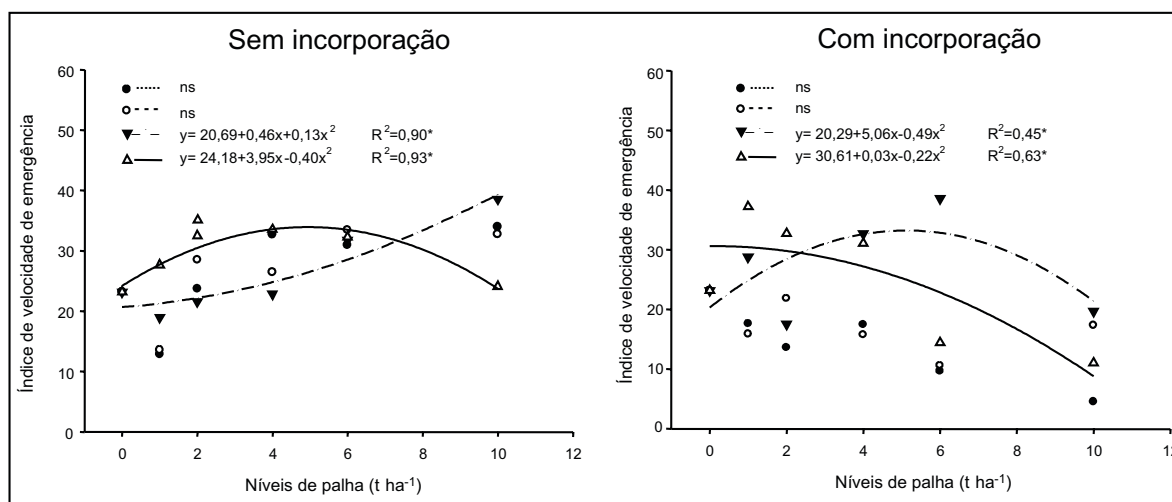 Sem incorporação
60
50
40
30
20
10
0
Índice de velocidade de emergência
ns
ns
y= 20,69+0,46x+0,13x² R²=0,90*
y= 24,18+3,95x-0,40x² R²=0,93*
0 2 4 6 8 10 12
Níveis de palha (t ha⁻¹)
Com incorporação
60
50
40
30
20
10
0
Índice de velocidade de emergência
ns
ns
y= 20,29+5,06x-0,49x² R²=0,45*
y= 30,61+0,03x-0,22x² R²=0,63*
0 2 4 6 8 10 12
Níveis de palha (t ha⁻¹)